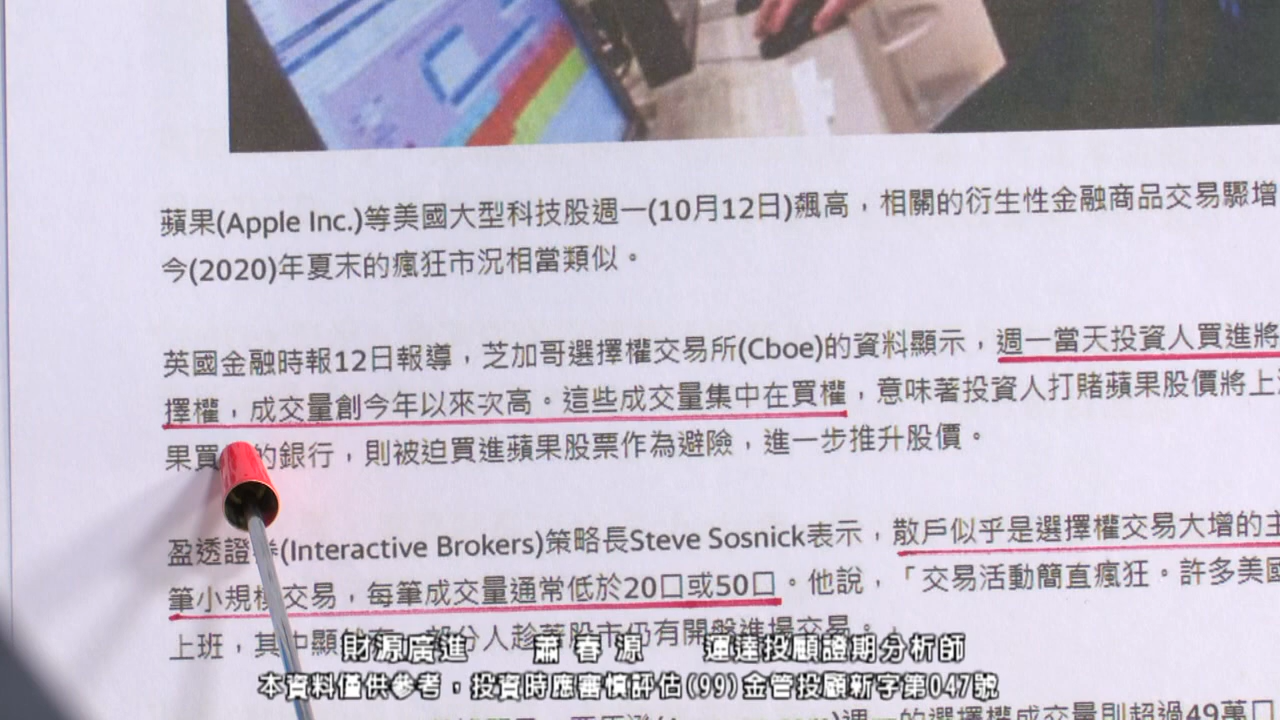 蘋果(Apple Inc.)等美國大型科技股週一(10月12日)飆高，相關的衍生性金融商品交易驟增
今(2020)年夏末的瘋狂市況相當類似。
英國金融時報12日報導，芝加哥選擇權交易所(Cboe)的資料顯示，週一當天投資人買進將
擇權，成交量創今年以來次高。這些成交量集中在買權，意味著投資人打賭蘋果股價將上
果買 的銀行，則被迫買進蘋果股票作為避險，進一步推升股價。
盈透證券(Interactive Brokers)策略長Steve Sosnick表示，散戶似乎是選擇權交易大增的主
筆小規模交易，每筆成交量通常低於20口或50口。他說，「交易活動簡直瘋狂。許多美國
上班，其中顯 部分人趁著股市仍有開盤進場交易。」
財源廣進 蕭春源 運達投顧證期分析師
本資料僅供參考，投資時應審慎評估(99)金管投顧新字第047號
的選擇權成交量則超過49萬口